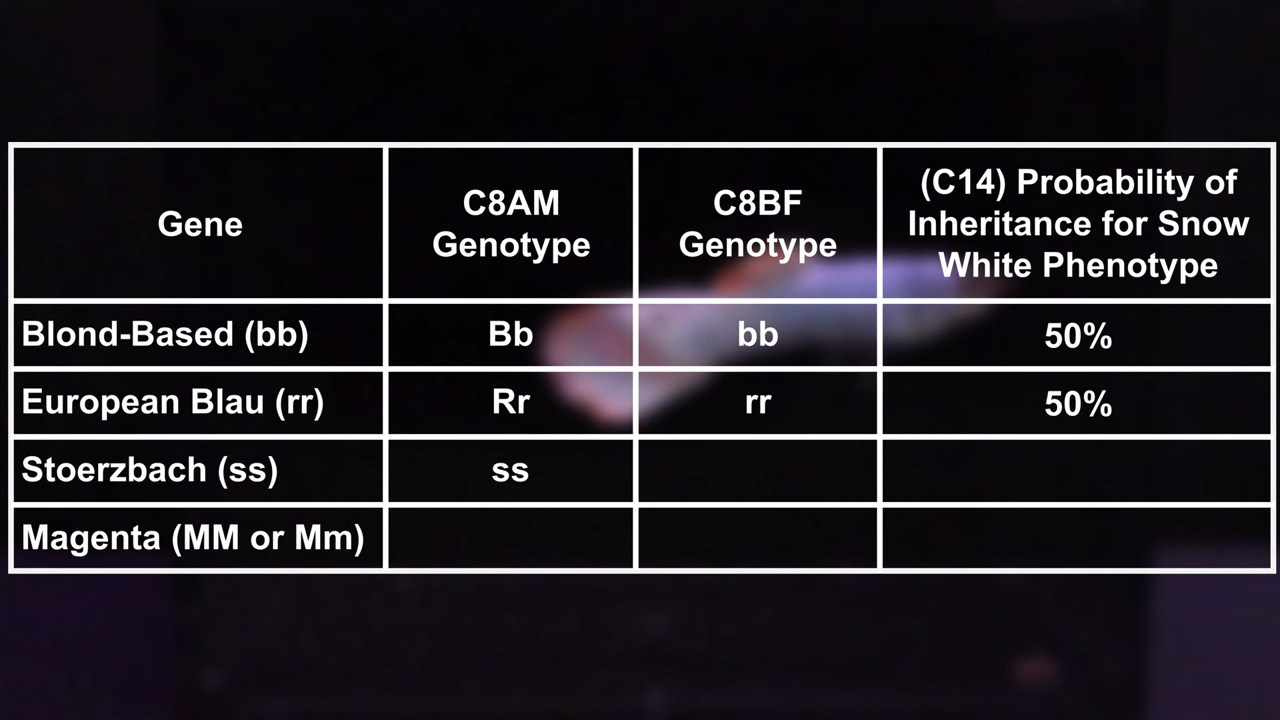 Gene
C8AM
Genotype
C8BF
Genotype
(C14) Probability of
Inheritance for Snow
White Phenotype
Blond-Based (bb)
Bb
bb
50%
European Blau (rr)
Rr
rr
50%
Stoerzbach (ss)
ss
Magenta (MM or Mm)